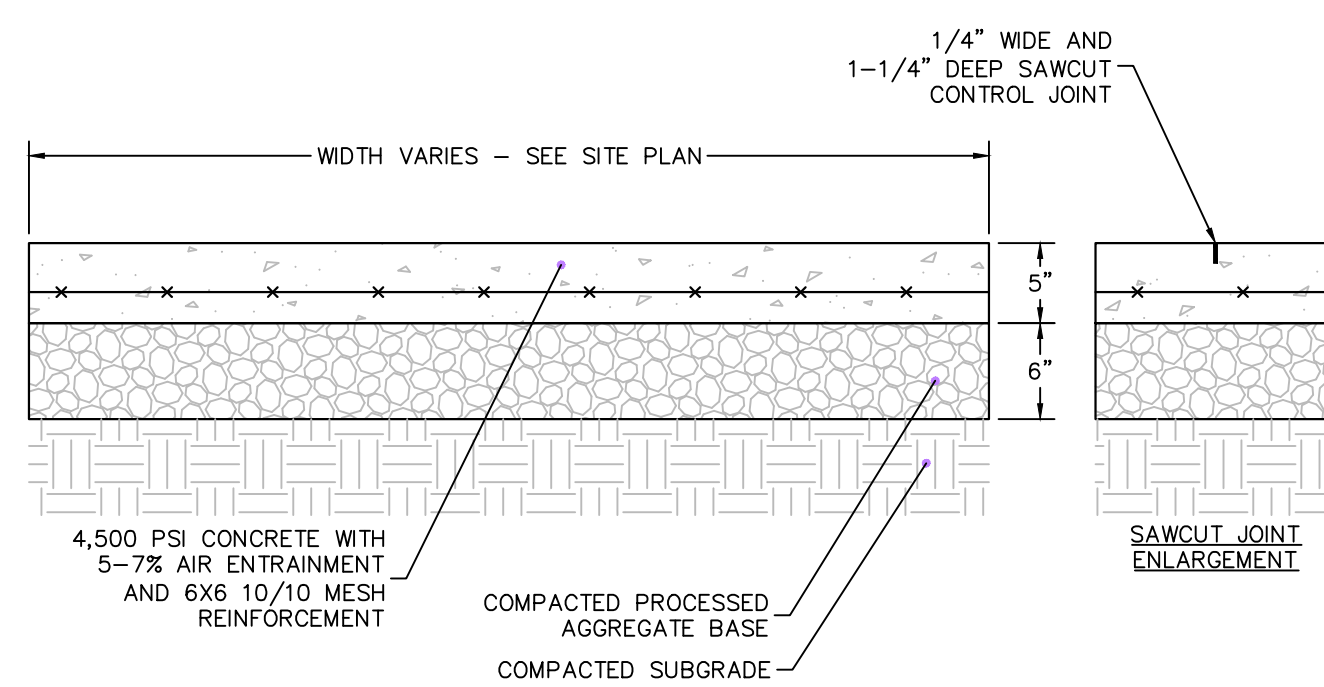 1/4” WIDE AND
1-1/4” DEEP SAWCUT
CONTROL JOINT
WIDTH VARIES – SEE SITE PLAN
5”
6”
4,500 PSI CONCRETE WITH
5-7% AIR ENTRAINMENT
AND 6X6 10/10 MESH
REINFORCEMENT
COMPACTED PROCESSED
AGGREGATE BASE
COMPACTED SUBGRADE
SAWCUT JOINT
ENLARGEMENT